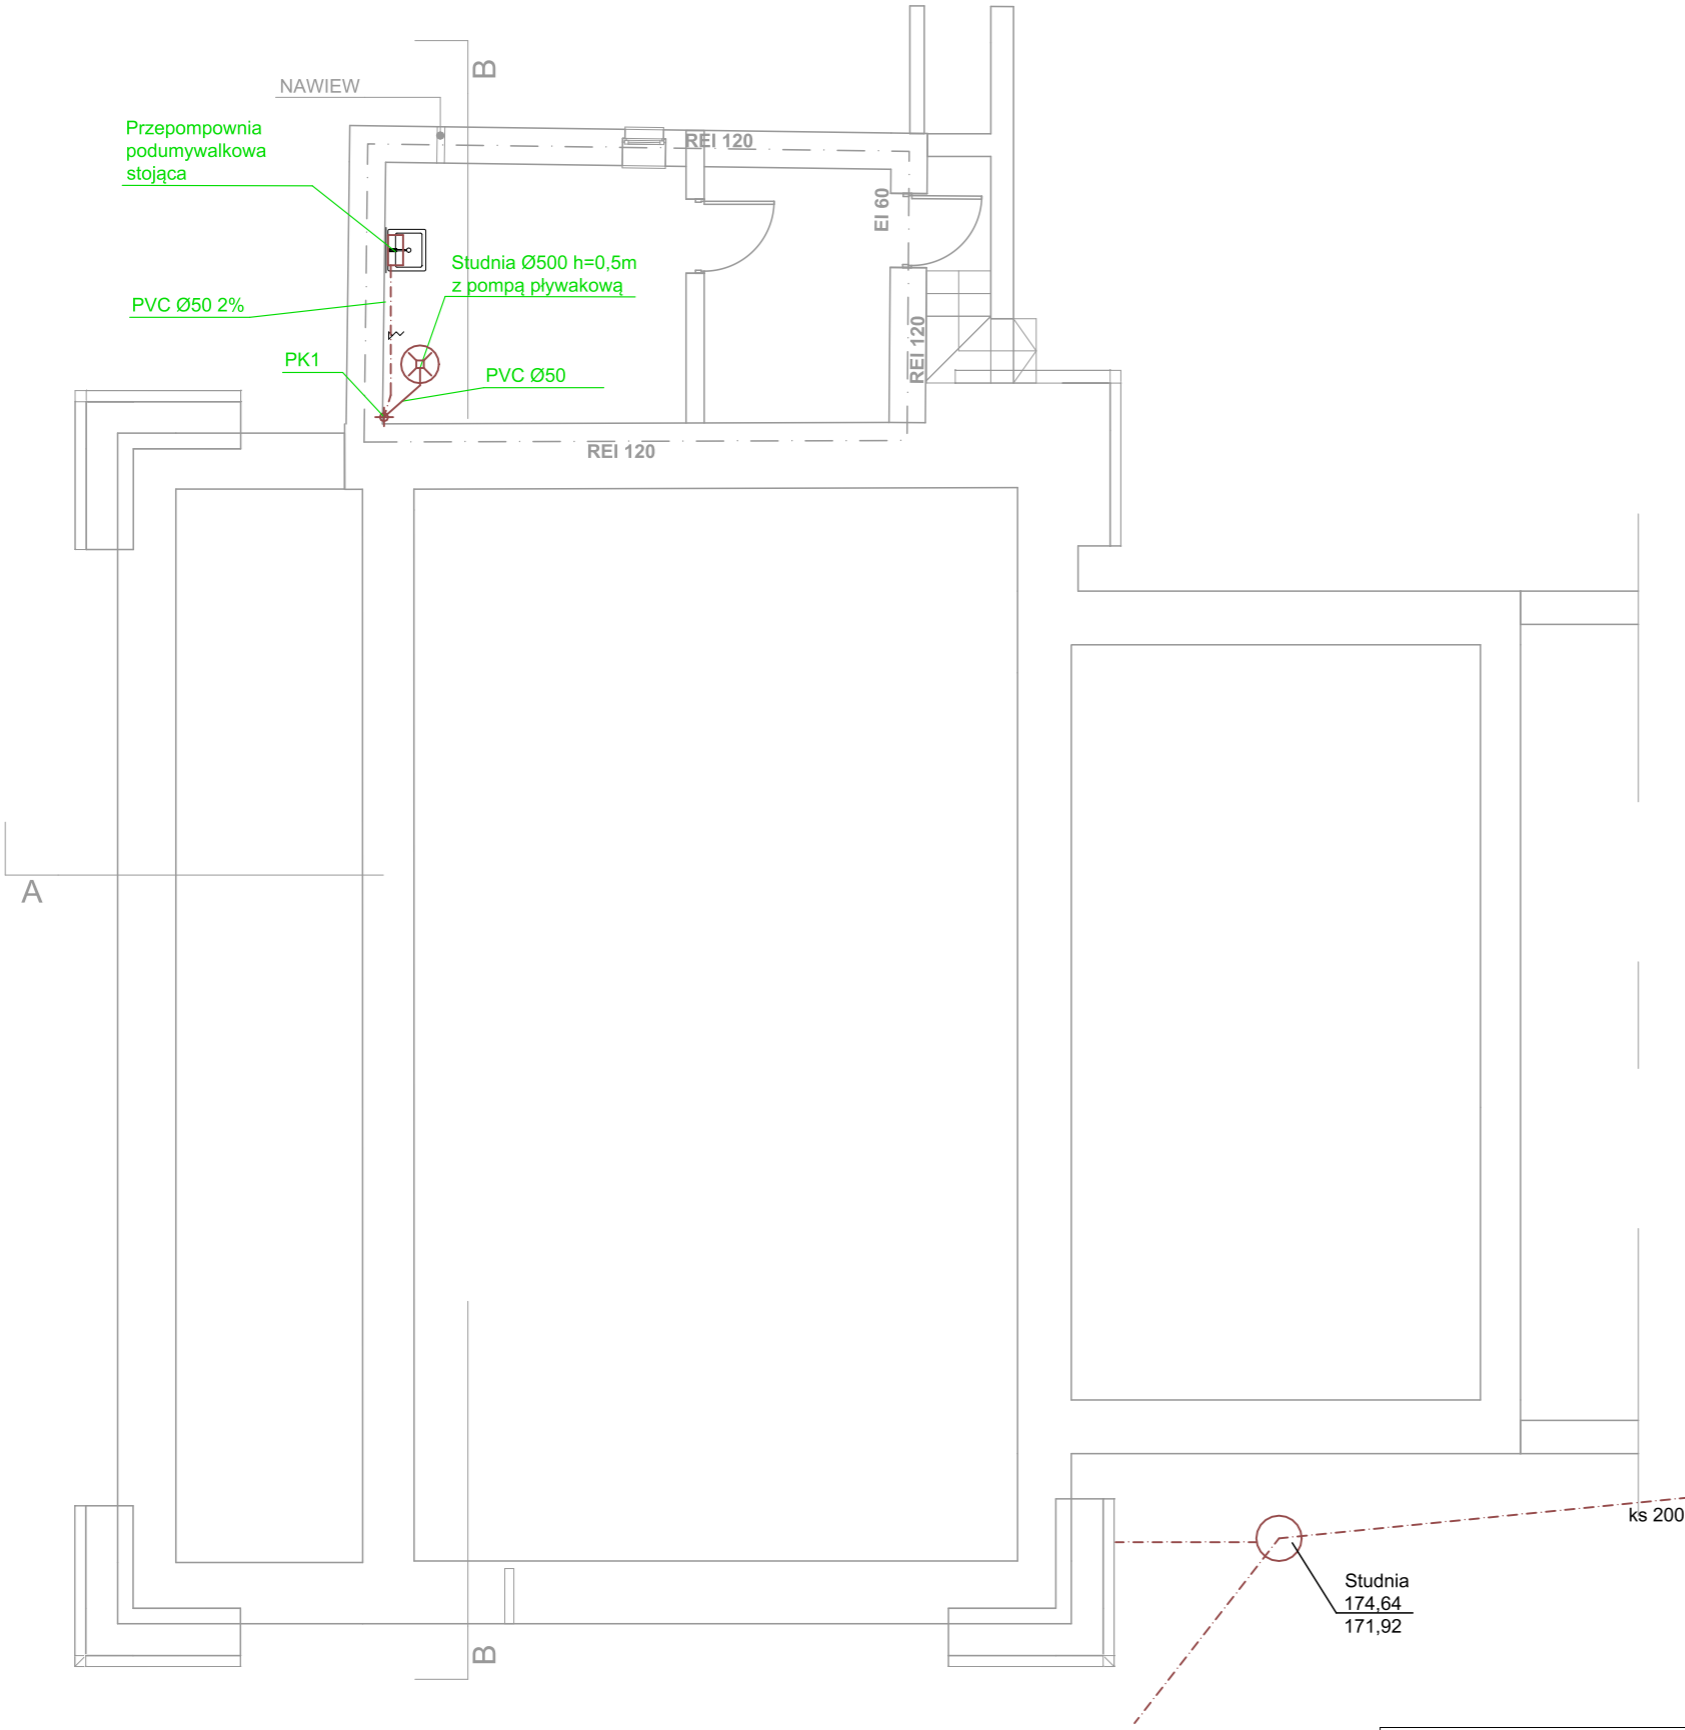 B
NAWIEW
Przepompownia
podumywalkowa
stojąca
REI 120
EI 60
Studnia Ø500 h=0,5m
z pompą pływakową
PVC Ø50 2%
REI 120
PK1
PVC Ø50
REI 120
A
ks 200
Studnia
174,64
171,92
B